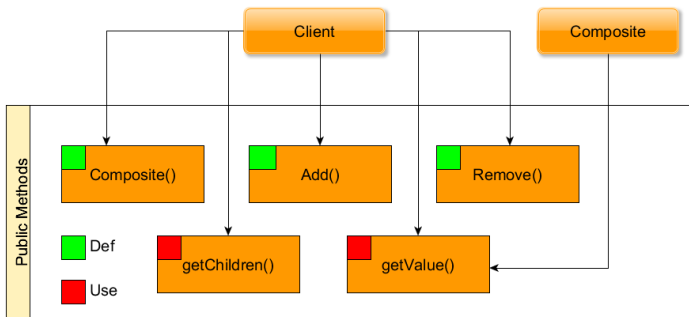 Client
Composite
Public Methods
Composite()
Add()
Remove()
Def
getChildren()
getValue()
Use